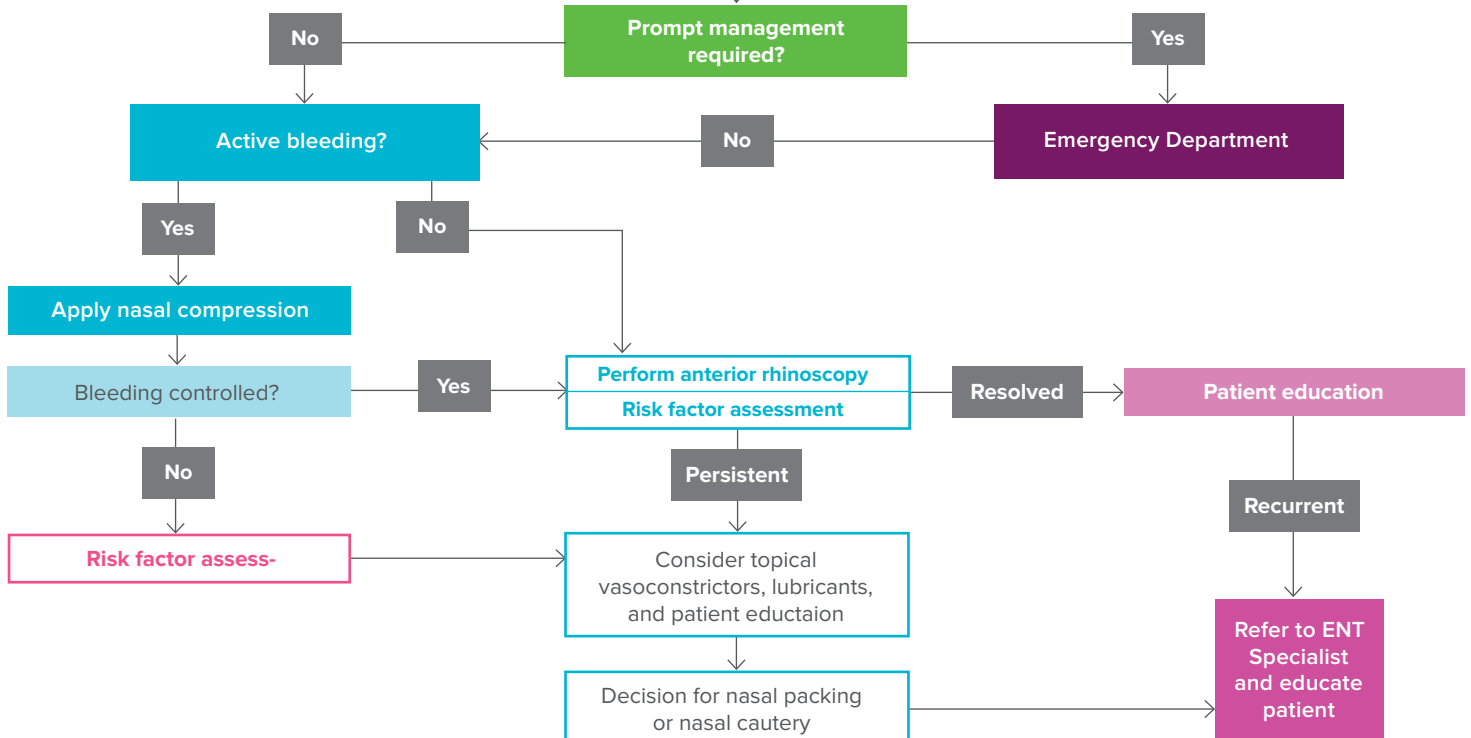 Prompt management
required?
No
Yes
Active bleeding?
No
Emergency Department
Yes
No
Apply nasal compression
Bleeding controlled?
Yes
Perform anterior rhinoscopy
Risk factor assessment
Resolved
Patient education
No
Persistent
Recurrent
Risk factor assess-
Consider topical
vasoconstrictors, lubricants,
and patient eductaion
Refer to ENT
Specialist
and educate
patient
Decision for nasal packing
or nasal cautery